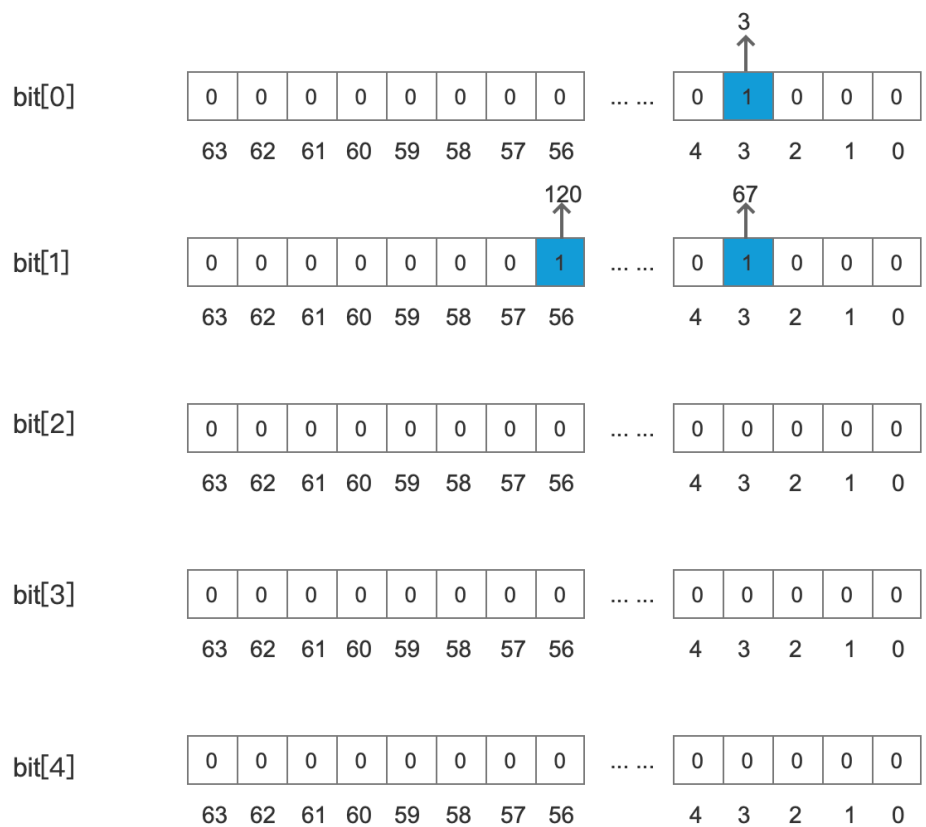 3
bit[0] 0 0 0 0 0 0 0 0 ... ... 0 1 0 0 0
63 62 61 60 59 58 57 56 4 3 2 1 0
120 67
bit[1] 0 0 0 0 0 0 0 1 ... ... 0 1 0 0 0
63 62 61 60 59 58 57 56 4 3 2 1 0
bit[2] 0 0 0 0 0 0 0 0 ... ... 0 0 0 0 0
63 62 61 60 59 58 57 56 4 3 2 1 0
bit[3] 0 0 0 0 0 0 0 0 ... ... 0 0 0 0 0
63 62 61 60 59 58 57 56 4 3 2 1 0
bit[4] 0 0 0 0 0 0 0 0 ... ... 0 0 0 0 0
63 62 61 60 59 58 57 56 4 3 2 1 0